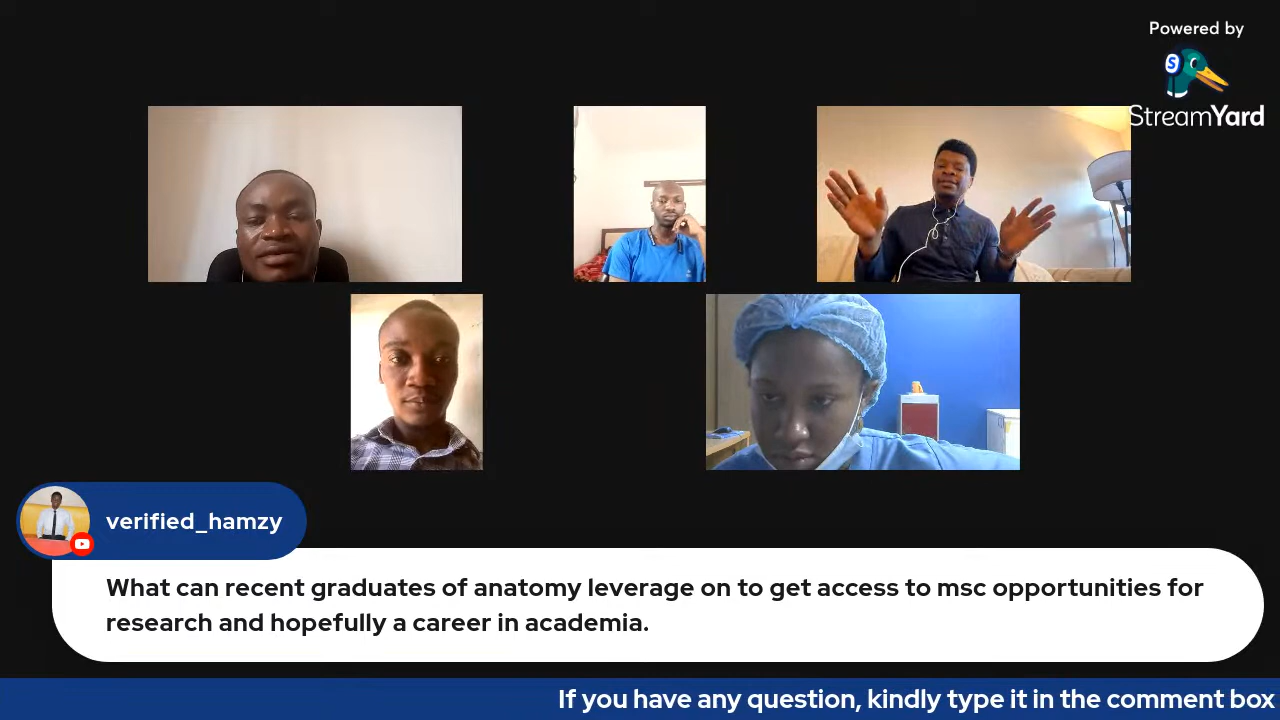 Powered by
S
StreamYard
verified_hamzy
What can recent graduates of anatomy leverage on to get access to msc opportunities for
research and hopefully a career in academia.
If you have any question, kindly type it in the comment box